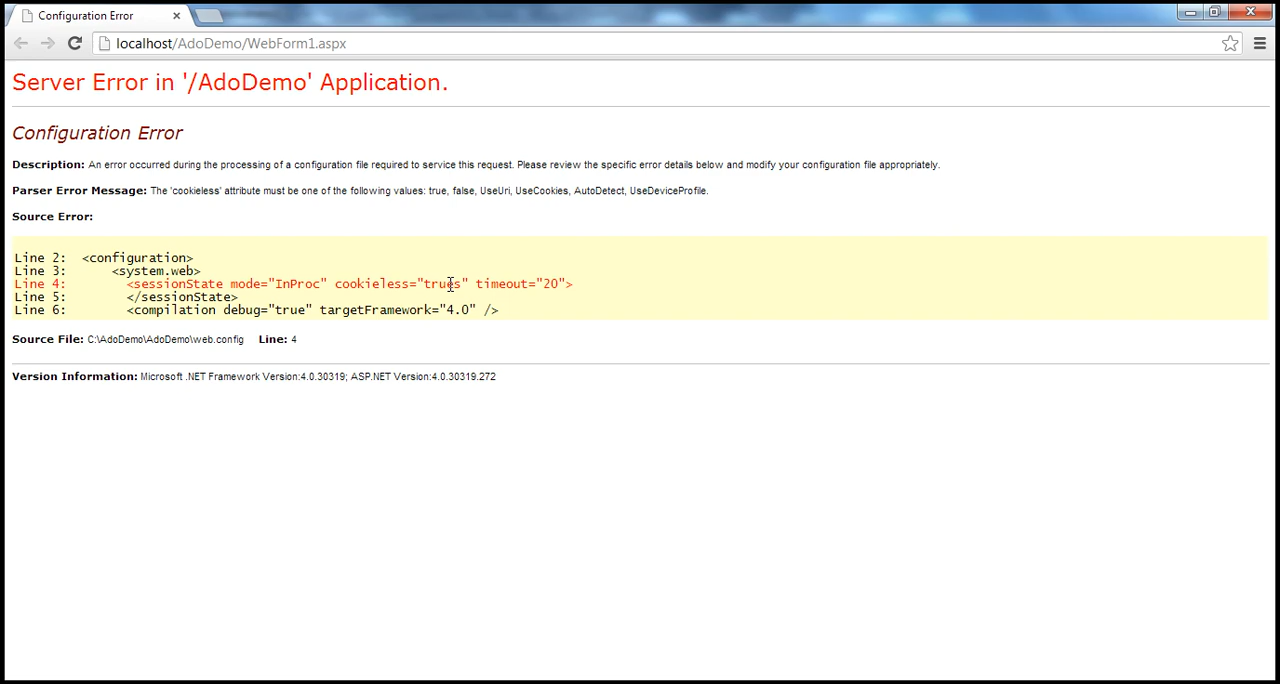 Configuration Error
localhost/AdoDemo/WebForm1.aspx
Server Error in '/AdoDemo' Application.
Configuration Error
Description: An error occurred during the processing of a configuration file required to service this request. Please review the specific error details below and modify your configuration file appropriately.
Parser Error Message: The 'cookieless' attribute must be one of the following values: true, false, UseUri, UseCookies, AutoDetect, UseDeviceProfile.
Source Error:
Line 2:  <configuration>
Line 3:      <system.web>
Line 4:        <sessionState mode="InProc" cookieless="trues" timeout="20">
Line 5:        </sessionState>
Line 6:        <compilation debug="true" targetFramework="4.0" />
Source File: C:\AdoDemo\AdoDemo\web.config    Line: 4
Version Information: Microsoft .NET Framework Version:4.0.30319; ASP.NET Version:4.0.30319.272